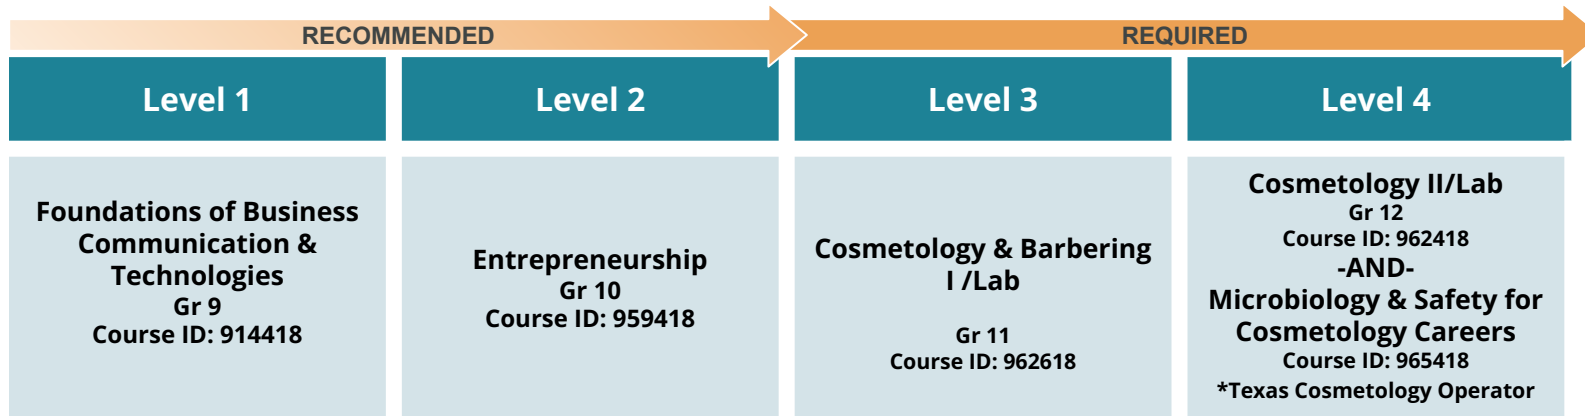 RECOMMENDED
REQUIRED
Level 1
Level 2
Level 3
Level 4
Foundations of Business
Communication &
Technologies
Gr 9
Course ID: 914418
Entrepreneurship
Gr 10
Course ID: 959418
Cosmetology & Barbering
I /Lab
Gr 11
Course ID: 962618
Cosmetology II/Lab
Gr 12
Course ID: 962418
-AND-
Microbiology & Safety for
Cosmetology Careers
Course ID: 965418
*Texas Cosmetology Operator